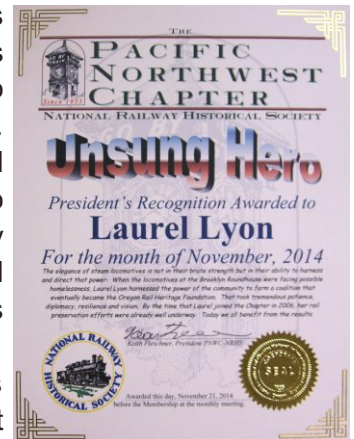 THE
PACIFIC
NORTHWEST
CHAPTER
Since 1955
NATIONAL RAILWAY HISTORICAL SOCIETY
Unsung Hero
President's Recognition Awarded to
Laurel Lyon
For the month of November, 2014
The elegance of steam locomotives is not in their brute strength but in their ability to harness
and direct that power. When the locomotives at the Brooklyn Roundhouse were facing possible
homelessness, Laurel Lyon harnessed the power of the community to form a coalition that
eventually became the Oregon Rail Heritage Foundation. That took tremendous patience,
diplomacy, resilience and vision. By the time that Laurel joined the Chapter in 2006, her rail
preservation efforts were already well underway. Today we all benefit from the results.
Keith Fleschner, President PNWC-NRHS
NATIONAL RAILWAY
HISTORICAL SOCIETY
Awarded this day, November 21, 2014
before the Membership at the monthly meeting.
SEAL